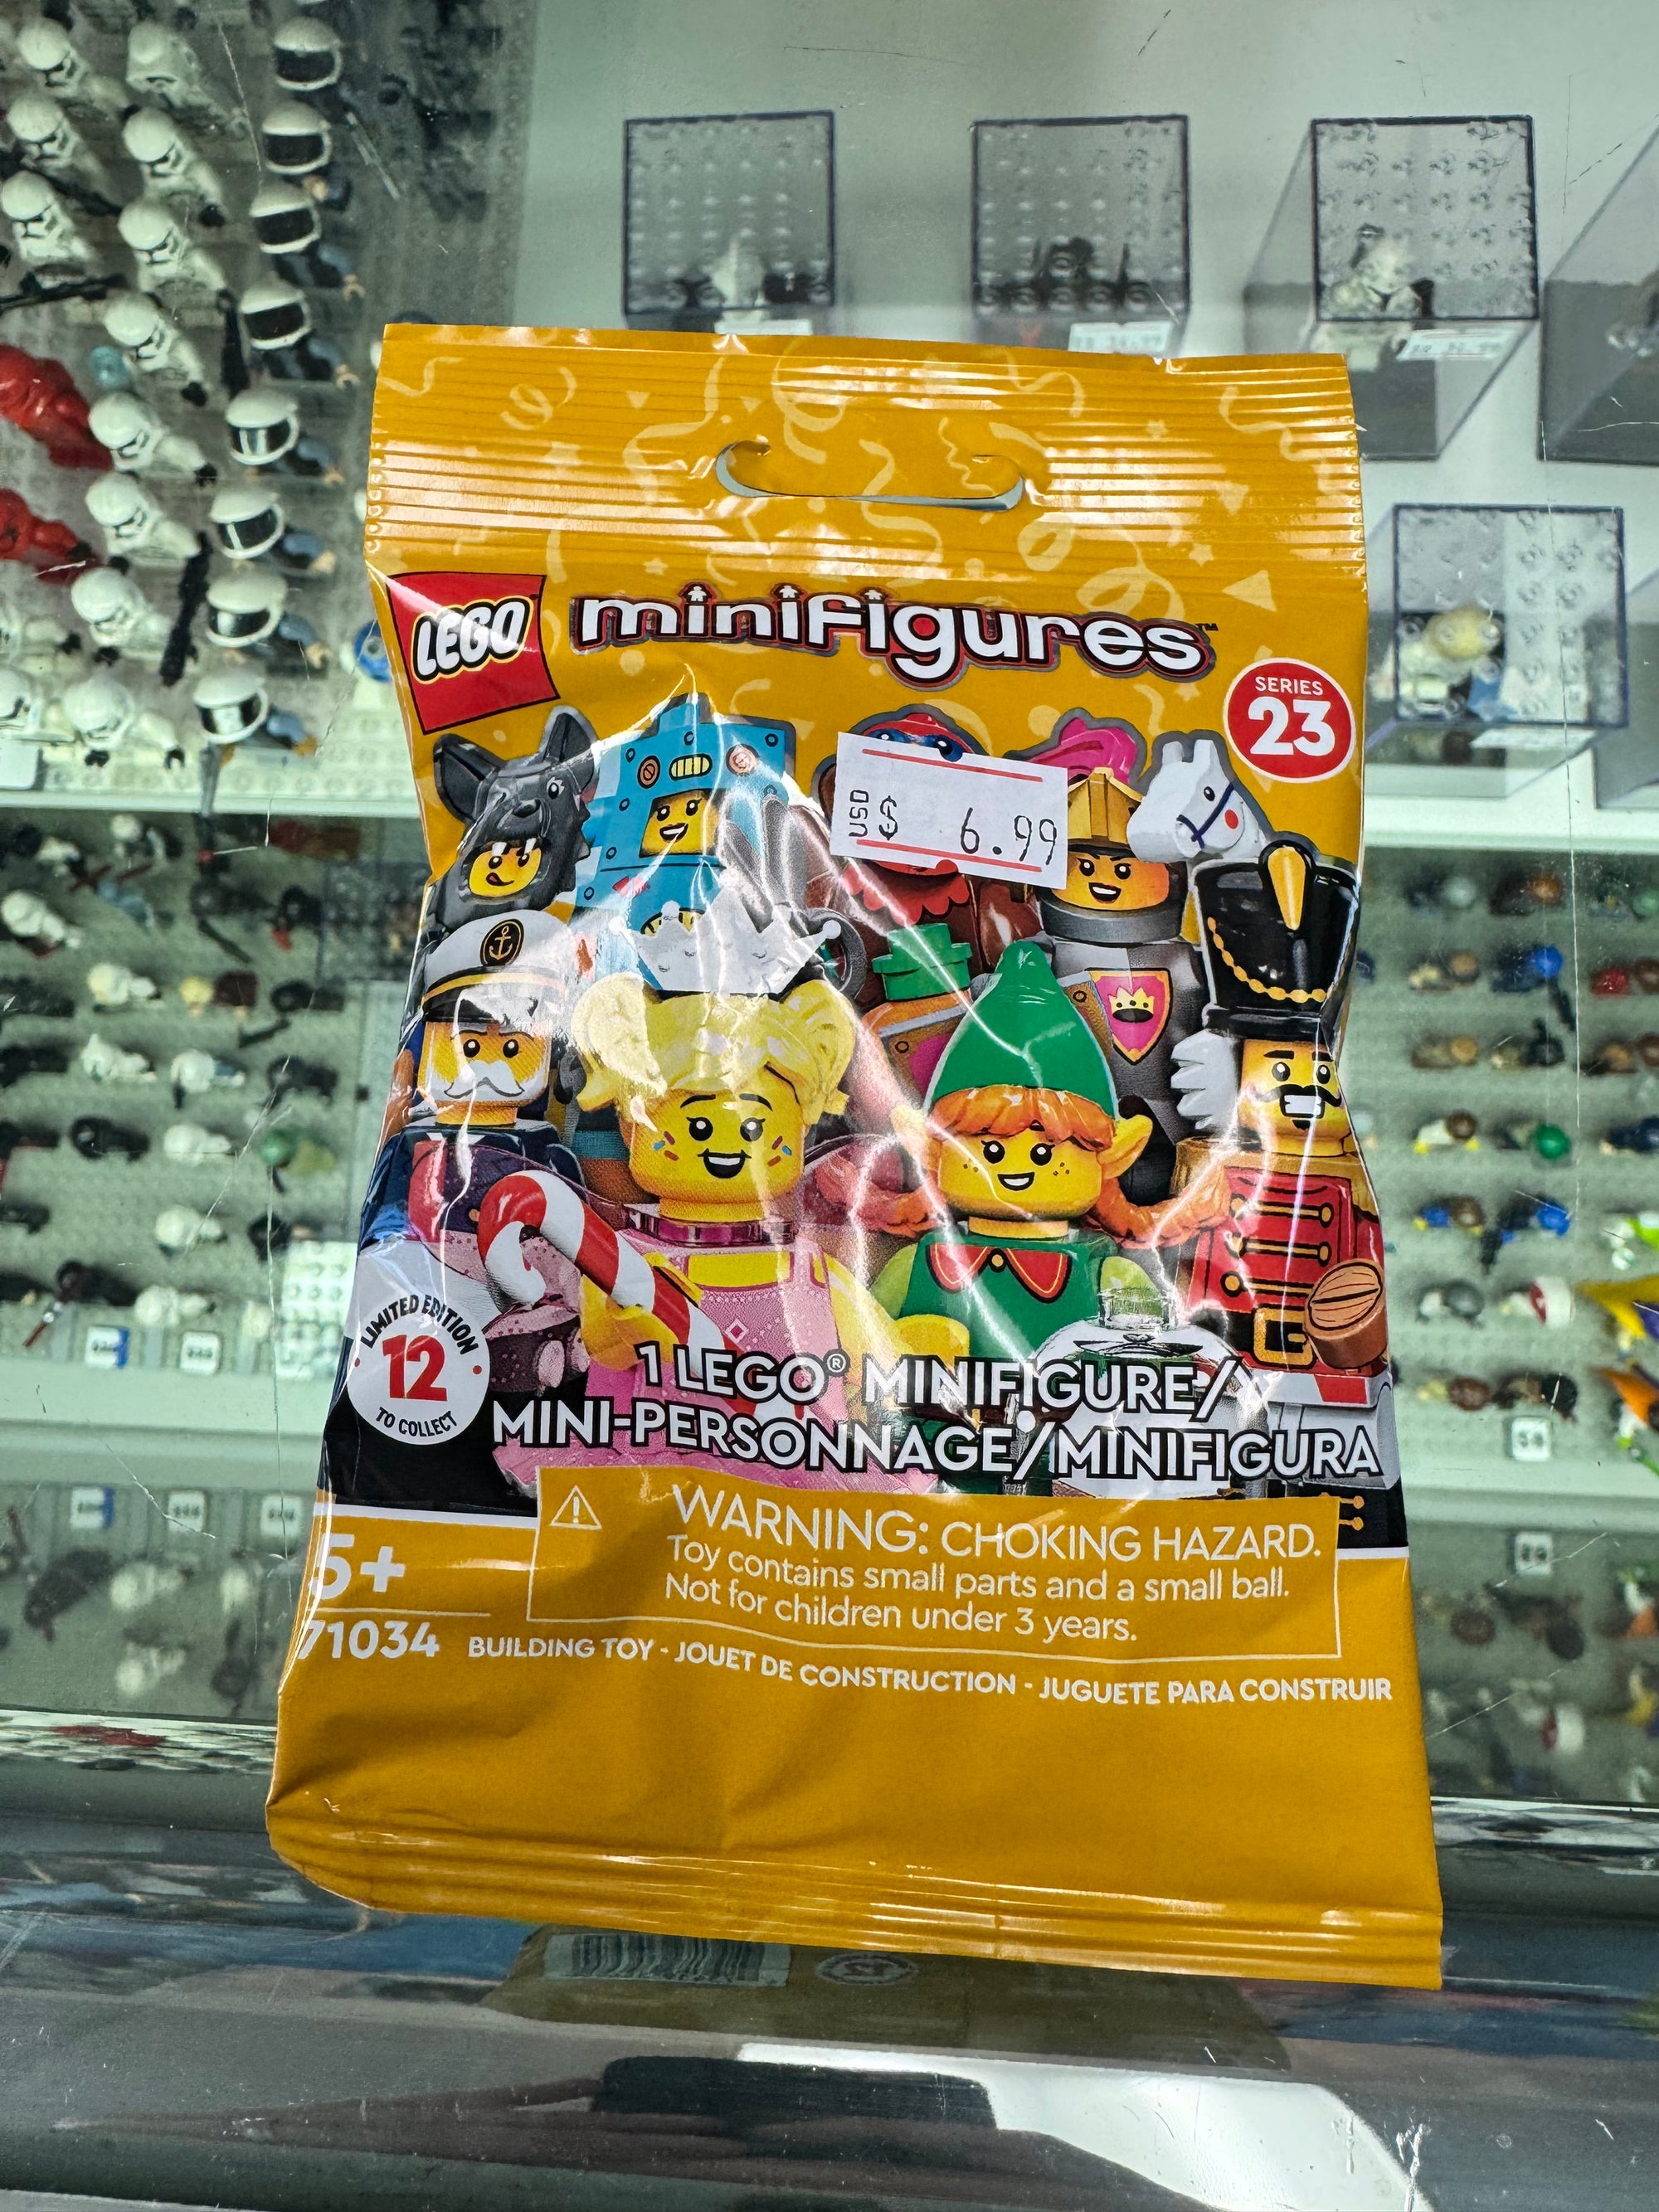 LEGO
minifigures™
SERIES
23
USD $ 6.99
LIMITED EDITION
12
TO COLLECT
1 LEGO® MINIFIGURE/
MINI-PERSONNAGE/MINIFIGURA
WARNING: CHOKING HAZARD.
Toy contains small parts and a small ball.
Not for children under 3 years.
5+
71034
BUILDING TOY - JOUET DE CONSTRUCTION - JUGUETE PARA CONSTRUIR